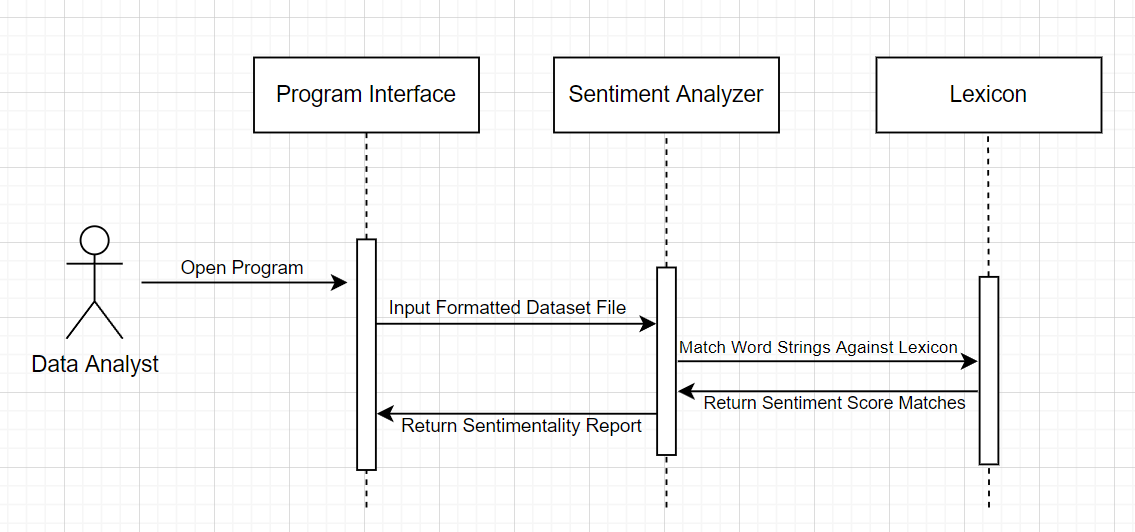 Program Interface
Sentiment Analyzer
Lexicon
Open Program
Input Formatted Dataset File
Match Word Strings Against Lexicon
Data Analyst
Return Sentiment Score Matches
Return Sentimentality Report